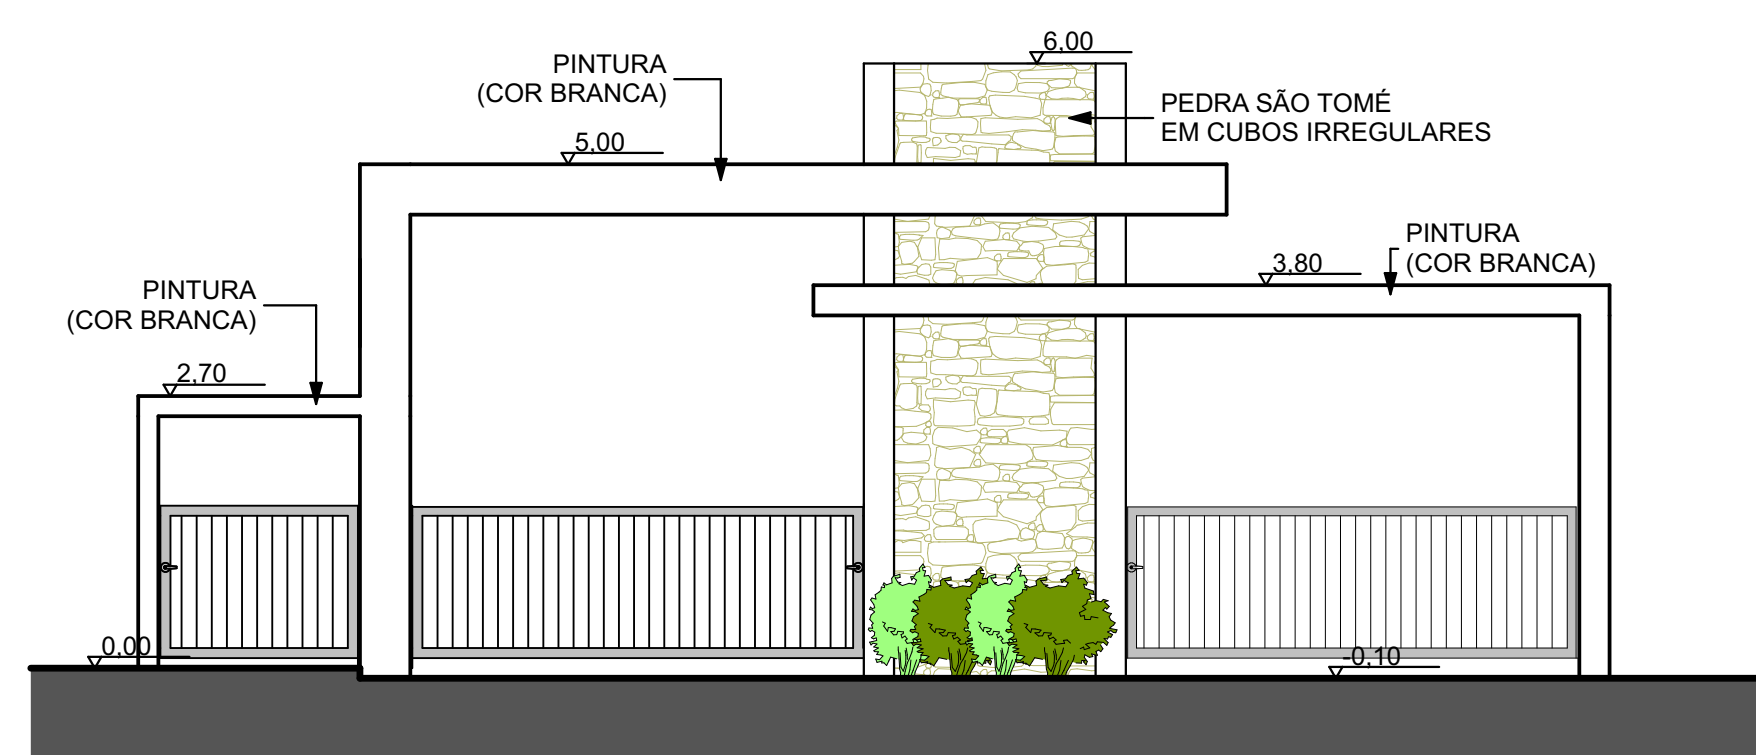 6,00
PINTURA
(COR BRANCA)
PEDRA SÃO TOMÉ
EM CUBOS IRREGULARES
5,00
PINTURA
(COR BRANCA)
3,80
PINTURA
(COR BRANCA)
2,70
0,00
-0,10